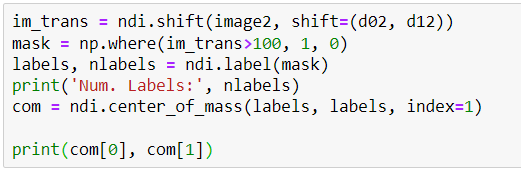 im_trans = ndi.shift(image2, shift=(d02, d12))
mask = np.where(im_trans>100, 1, 0)
labels, nlabels = ndi.label(mask)
print('Num. Labels:', nlabels)
com = ndi.center_of_mass(labels, labels, index=1)
print(com[0], com[1])